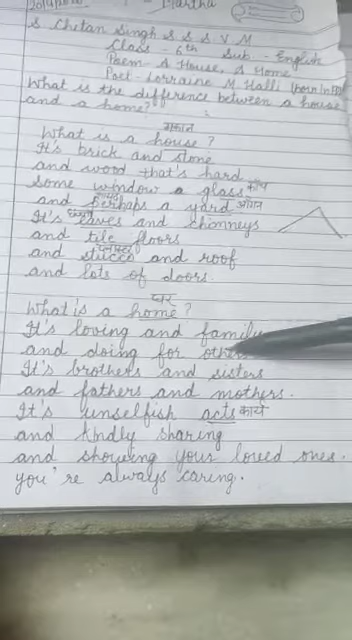 Martha
S Chetan Singh S S S. V. M
Class - 6th Sub - English
Poem A House, A Home
Poet - Lorraine M. Halli (born in
What is the difference between a house
and a home?
मकान
What is a house?
It's brick and stone
and wood that's hard
Some window a glass काँच
and perhaps a yard आँगन
It's eaves and chimneys
and tile floors
and stucco and roof
and lots of doors.
घर
What is a home?
It's loving and family
and doing for others
It's brothers and sisters
and fathers and mothers.
It's unselfish acts कार्य
and kindly sharing
and showing your loved ones.
you're always caring.